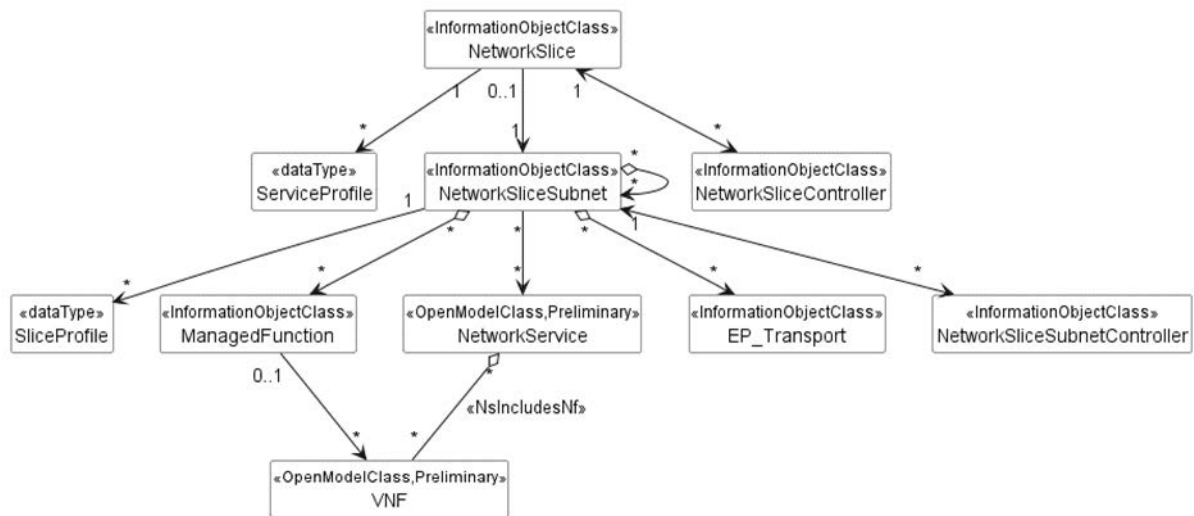 «InformationObjectClass»
NetworkSlice
1
0..1
1
*
1
*
«dataType»
ServiceProfile
«InformationObjectClass»
NetworkSliceSubnet
*
*
«InformationObjectClass»
NetworkSliceController
1
*
*
*
1
*
*
*
*
*
«dataType»
SliceProfile
«InformationObjectClass»
ManagedFunction
«OpenModelClass,Preliminary»
NetworkService
«InformationObjectClass»
EP_Transport
«InformationObjectClass»
NetworkSliceSubnetController
0..1
*
«NsIncludesNf»
*
*
«OpenModelClass,Preliminary»
VNF